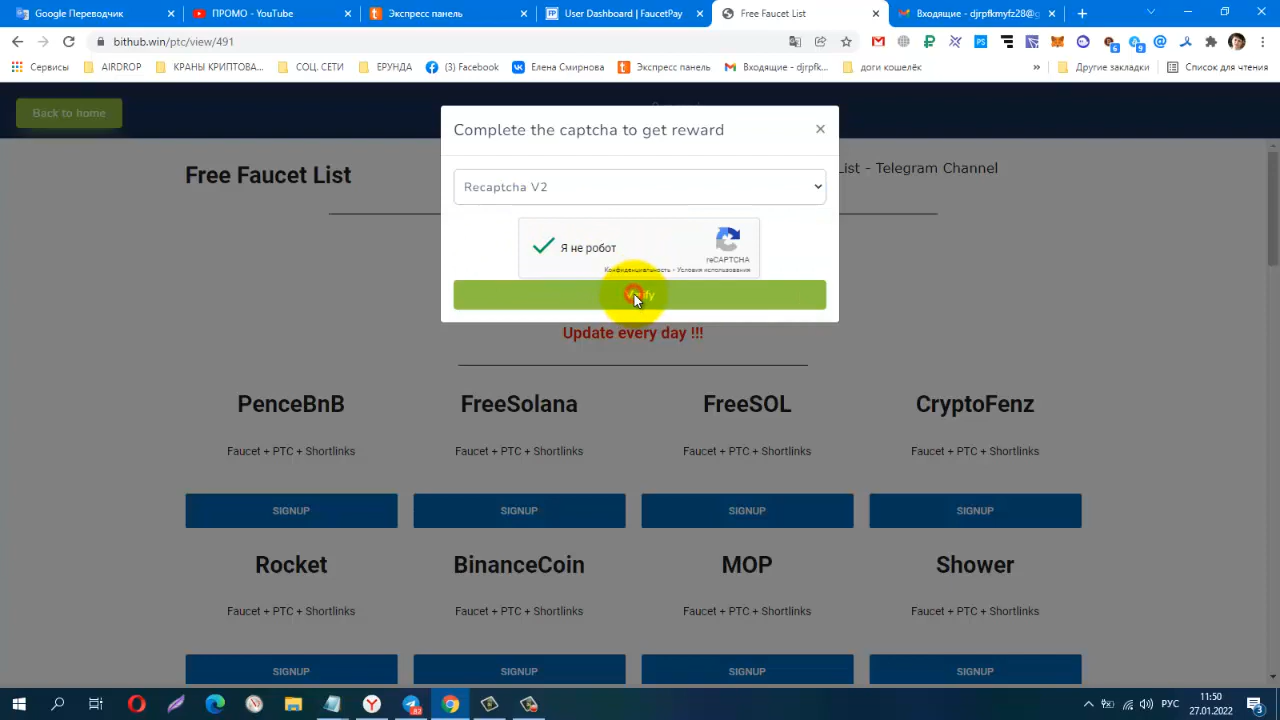 Google Переводчик
ПРОМО - YouTube
Экспресс панель
User Dashboard | FaucetPay
Free Faucet List
Входящие - djrpfkmyfz28@g
bithub.win/ptc/view/491
Сервисы
AIRDROP
КРАНЫ КРИПТОВА...
СОЦ. СЕТИ
ЕРУНДА
(3) Facebook
Елена Смирнова
Экспресс панель
Входящие - djrpfk...
доги кошелёк
»
Другие закладки
Список для чтения
Back to home
Complete the captcha to get reward
×
Free Faucet List
ist - Telegram Channel
Recaptcha V2
Я не робот
reCAPTCHA
Конфиденциальность - Условия использования
Update every day !!!
PenceBnB
FreeSolana
FreeSOL
CryptoFenz
Faucet + PTC + Shortlinks
Faucet + PTC + Shortlinks
Faucet + PTC + Shortlinks
Faucet + PTC + Shortlinks
SIGNUP
SIGNUP
SIGNUP
SIGNUP
Rocket
BinanceCoin
MOP
Shower
Faucet + PTC + Shortlinks
Faucet + PTC + Shortlinks
Faucet + PTC + Shortlinks
Faucet + PTC + Shortlinks
SIGNUP
SIGNUP
SIGNUP
SIGNUP
РУС
11:50
27.01.2022